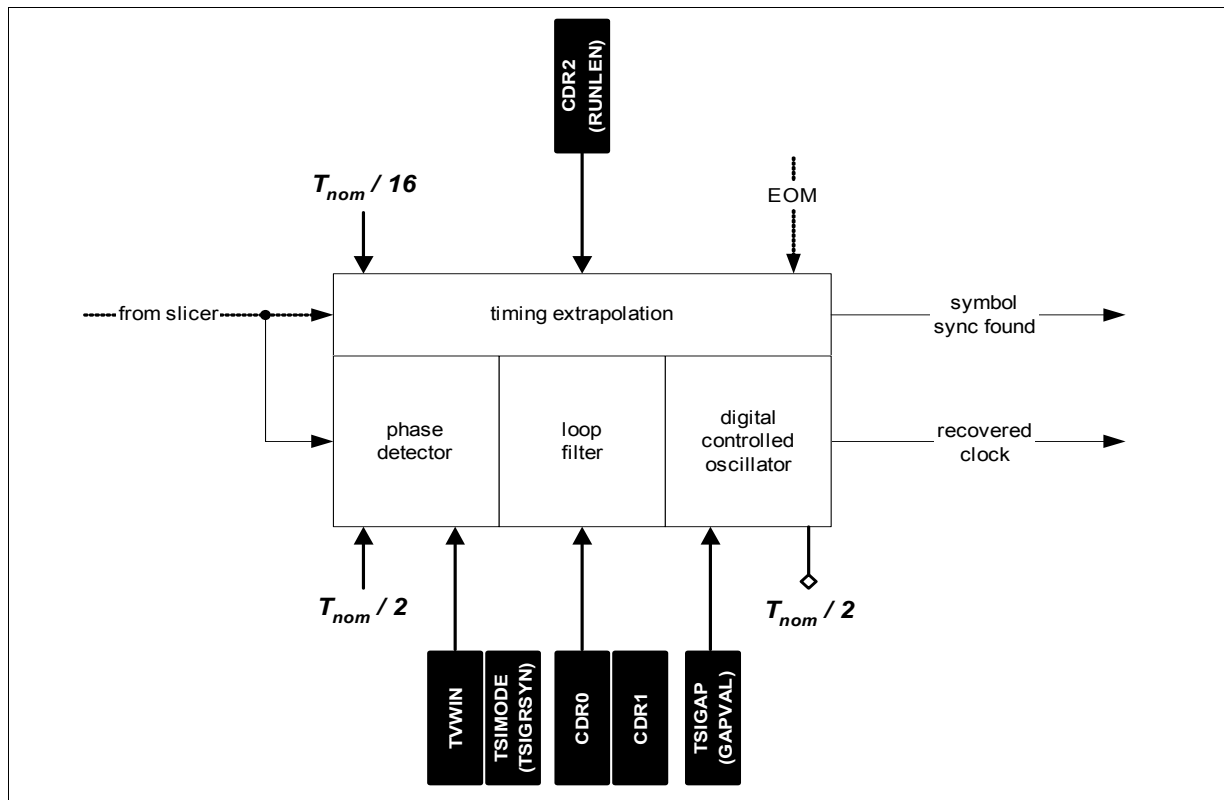 CDR2
(RUNLEN)
T_nom / 16
EOM
from slicer
timing extrapolation
symbol
sync found
phase
detector
loop
filter
digital
controlled
oscillator
recovered
clock
T_nom / 2
T_nom / 2
TVWIN
TSIMODE
(TSIGRSYN)
CDR0
CDR1
TSIGAP
(GAPVAL)